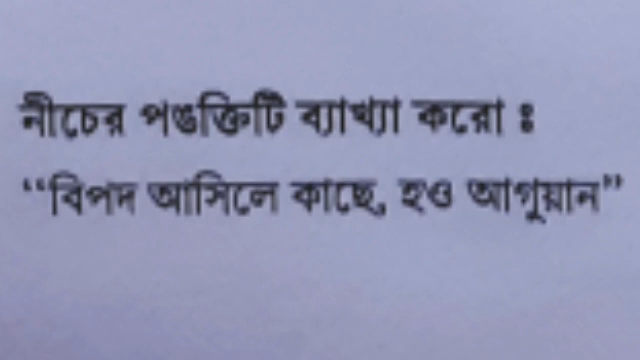 নীচের পঙক্তিটি ব্যাখ্যা করো ঃ
“বিপদ আসিলে কাছে, হও আগুয়ান”